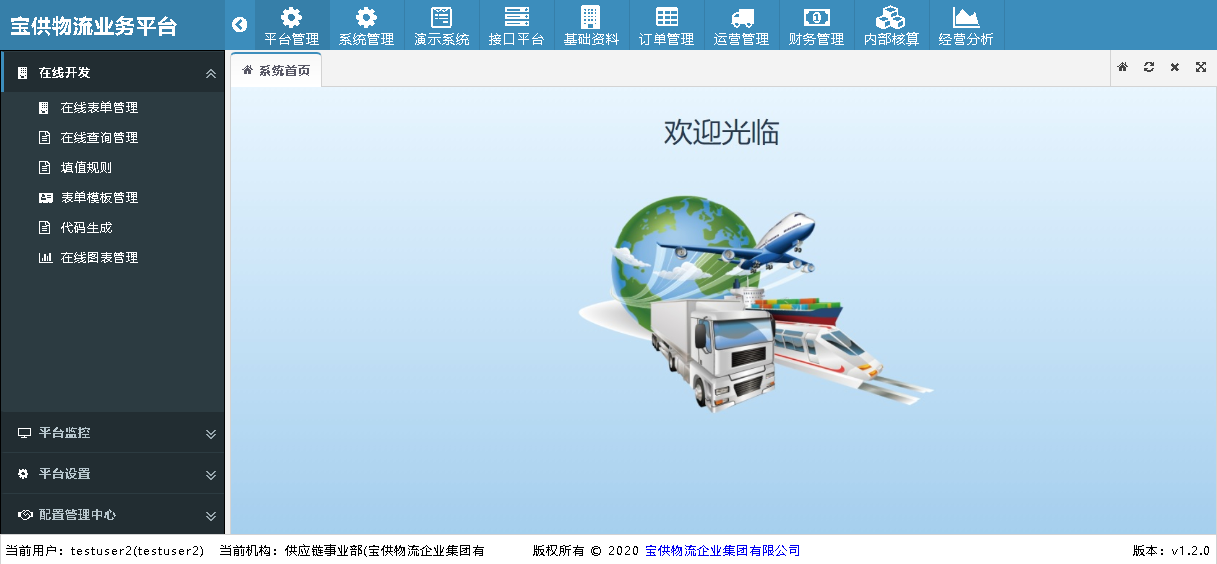 宝供物流业务平台
平台管理 系统管理 演示系统 接口平台 基础资料 订单管理 运营管理 财务管理 内部核算 经营分析
在线开发
在线表单管理
在线查询管理
填值规则
表单模板管理
代码生成
在线图表管理
平台监控
平台设置
配置管理中心
系统首页
欢迎光临
当前用户：testuser2(testuser2) 当前机构：供应链事业部(宝供物流企业集团有 版权所有 © 2020 宝供物流企业集团有限公司 版本：v1.2.0